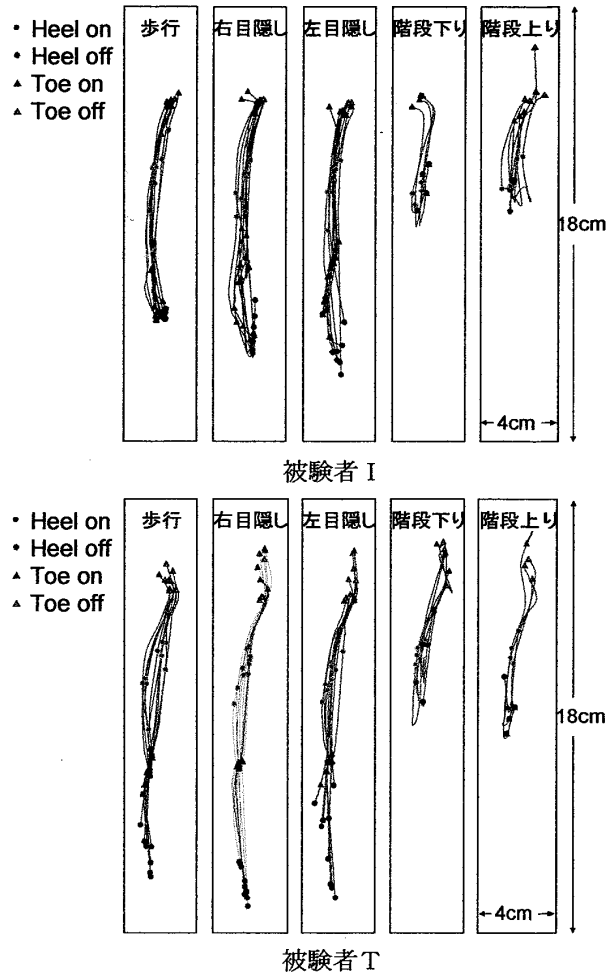 • Heel on
• Heel off
▲ Toe on
▲ Toe off
歩行
右目隠し
左目隠し
階段下り
階段上り
18cm
4cm
被験者 I
• Heel on
• Heel off
▲ Toe on
▲ Toe off
歩行
右目隠し
左目隠し
階段下り
階段上り
18cm
4cm
被験者 T